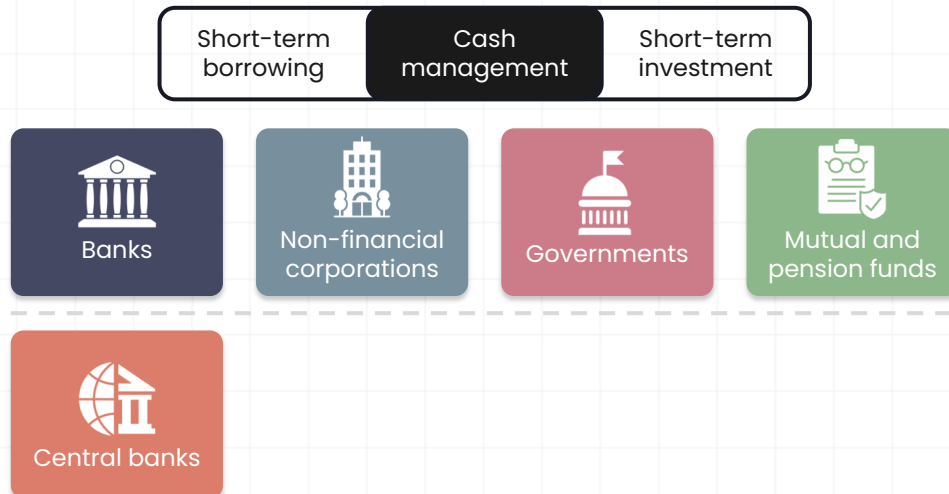 Short-term
borrowing
Cash
management
Short-term
investment
Banks
Non-financial
corporations
Governments
Mutual and
pension funds
Central banks